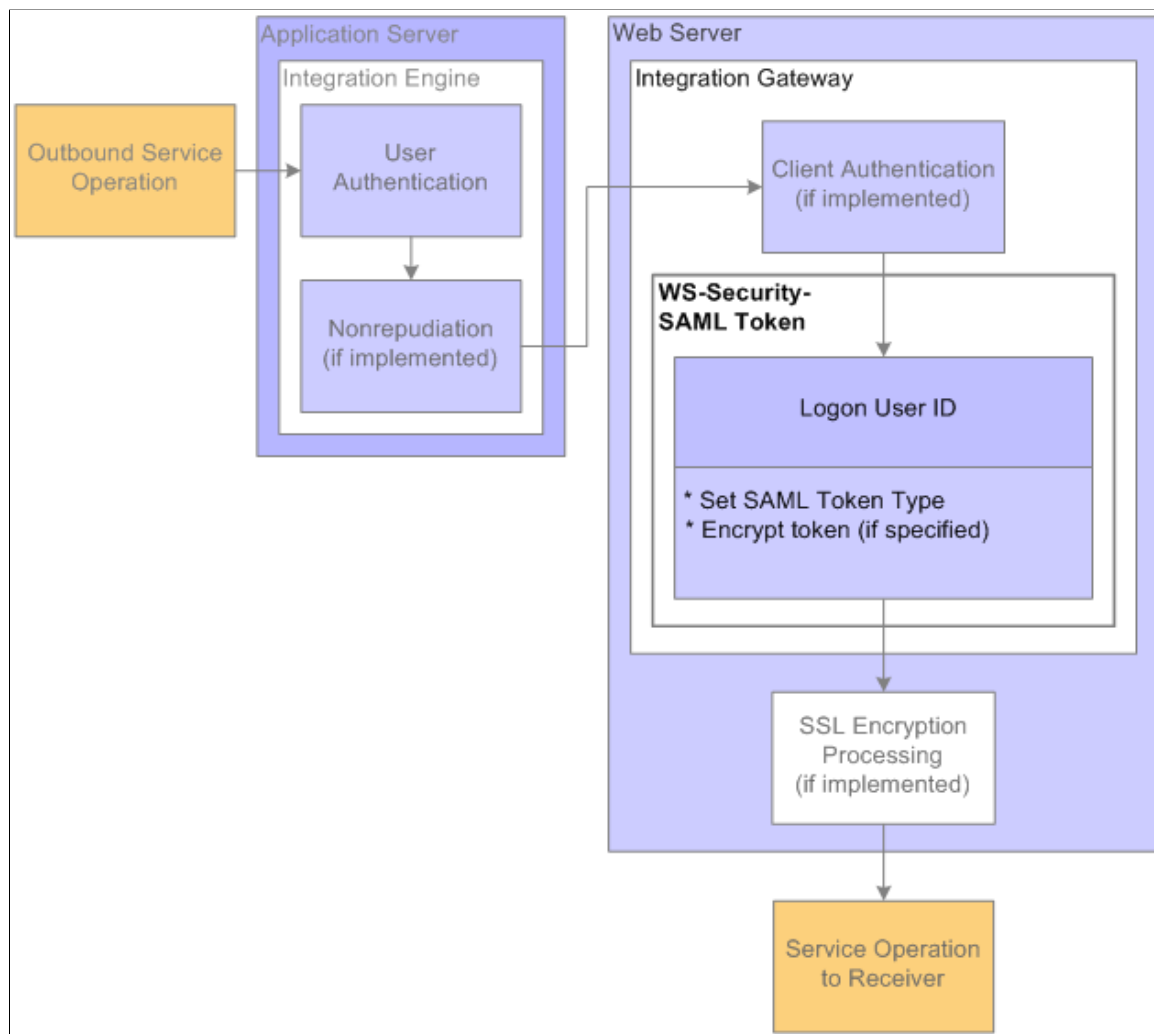 Application Server
Integration Engine
Outbound Service
Operation
User
Authentication
Nonrepudiation
(if implemented)
Web Server
Integration Gateway
Client Authentication
(if implemented)
WS-Security-
SAML Token
Logon User ID
* Set SAML Token Type
* Encrypt token (if specified)
SSL Encryption
Processing
(if implemented)
Service Operation
to Receiver